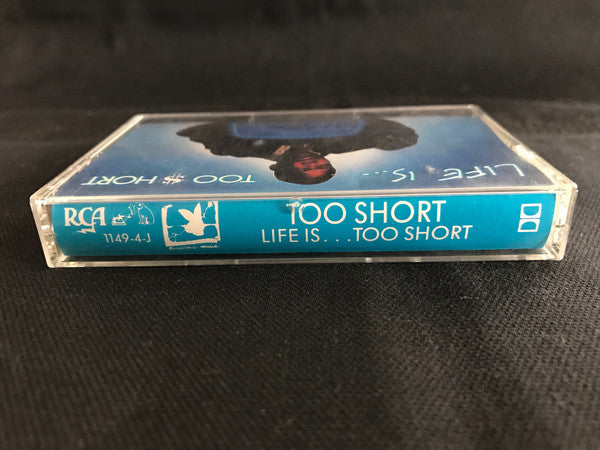 LIFE IS...
TOO $HORT
RCA
1149-4-J
TOO SHORT
LIFE IS...TOO SHORT